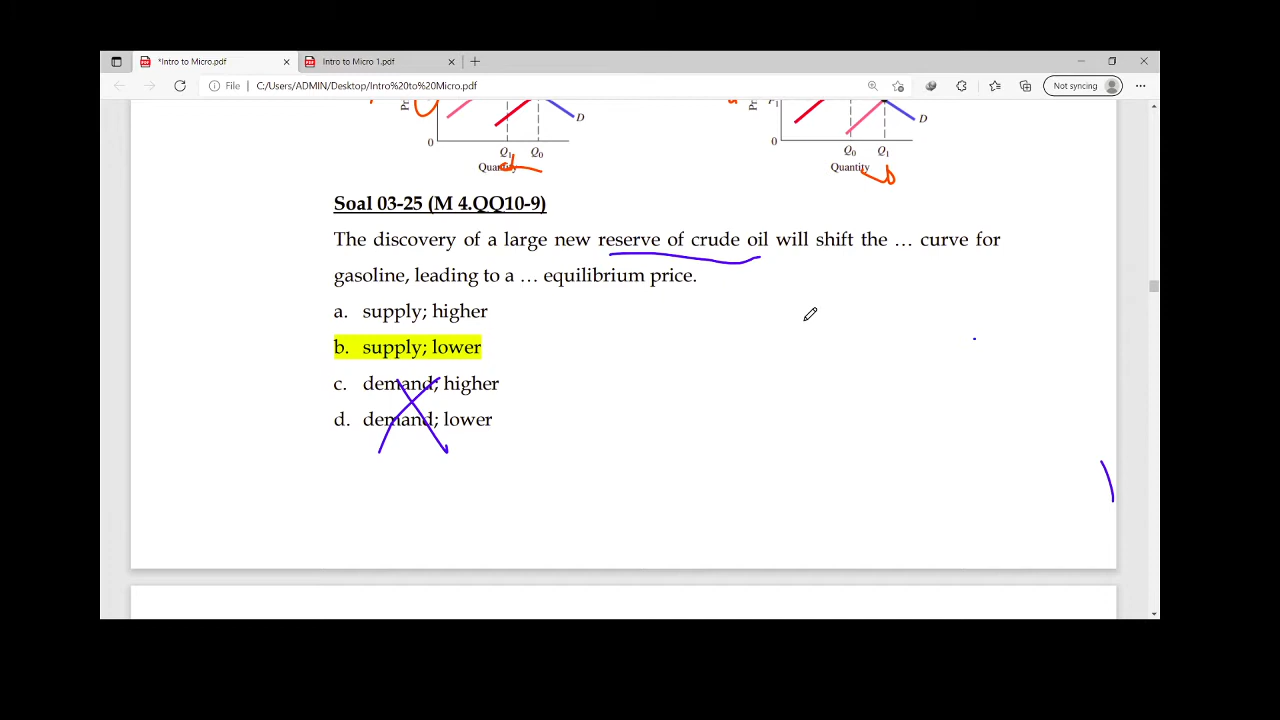 *Intro to Micro.pdf
Intro to Micro 1.pdf
File
C:/Users/ADMIN/Desktop/Intro%20to%20Micro.pdf
Not syncing
D
0
Q1 Q0
Quantity
P1
D
0
Q0 Q1
Quantity
Soal 03-25 (M 4.QQ10-9)
The discovery of a large new reserve of crude oil will shift the … curve for
gasoline, leading to a … equilibrium price.
a. supply; higher
b. supply; lower
c. demand; higher
d. demand; lower